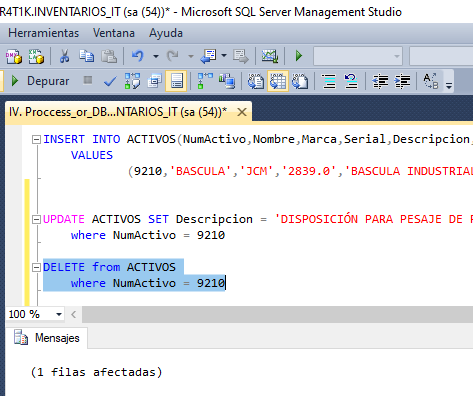 R4T1K.INVENTARIOS_IT (sa (54))* - Microsoft SQL Server Management Studio
Herramientas Ventana Ayuda
Depurar
IV. Proccess_or_DB...NTARIOS_IT (sa (54))*
INSERT INTO ACTIVOS(NumActivo,Nombre,Marca,Serial,Descripcion,
VALUES
(9210,'BASCULA','JCM','2839.0','BASCULA INDUSTRIAL
UPDATE ACTIVOS SET Descripcion = 'DISPOSICIÓN PARA PESAJE DE
where NumActivo = 9210
DELETE from ACTIVOS
where NumActivo = 9210
100 %
Mensajes
(1 filas afectadas)